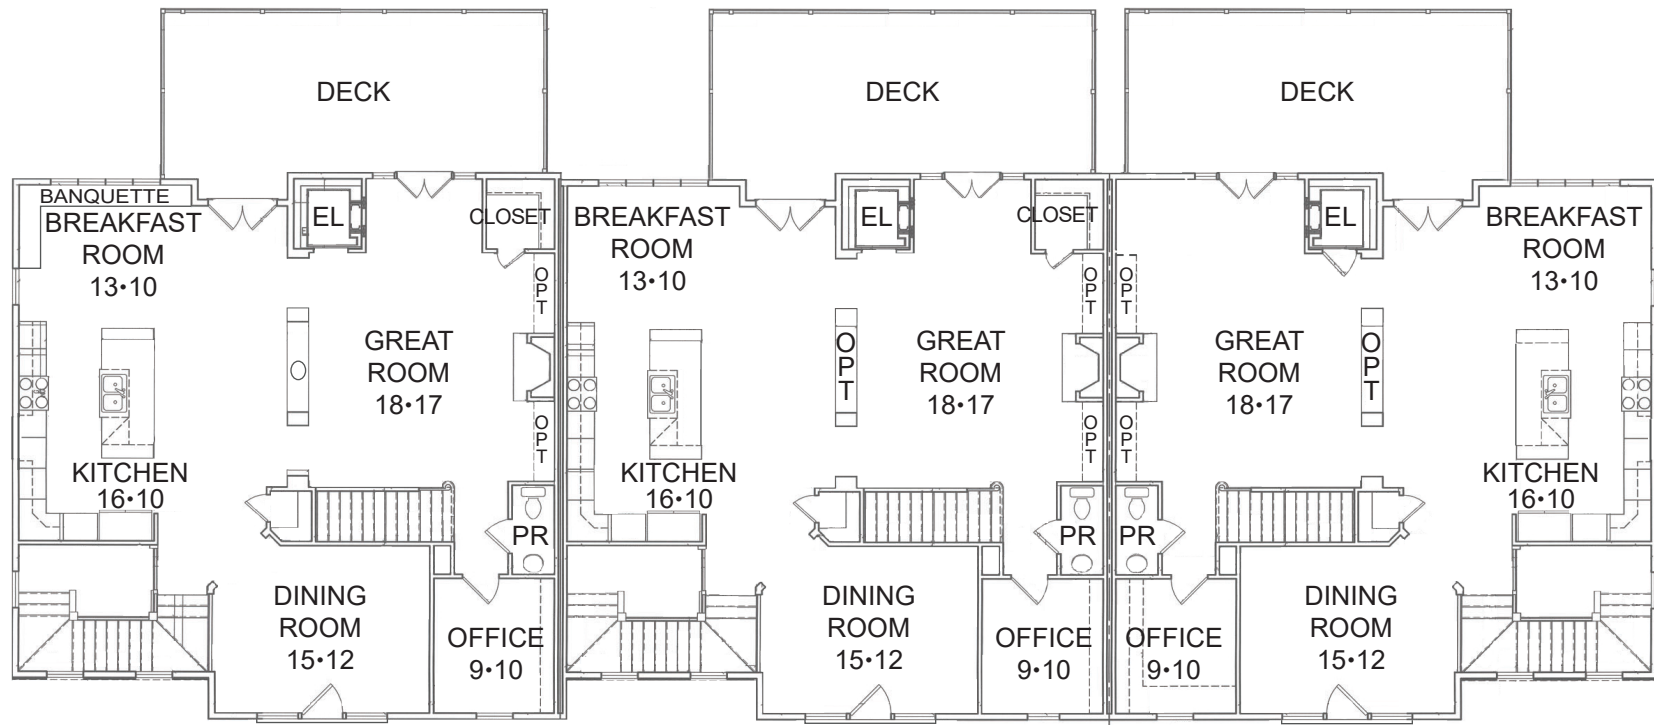 DECK
DECK
DECK
BANQUETTE
BREAKFAST
ROOM
13•10
EL
CLOSET
OPT
GREAT
ROOM
18•17
OPT
KITCHEN
16•10
PR
DINING
ROOM
15•12
OFFICE
9•10
BREAKFAST
ROOM
13•10
EL
CLOSET
OPT
OPT
GREAT
ROOM
18•17
OPT
KITCHEN
16•10
PR
DINING
ROOM
15•12
OFFICE
9•10
OPT
EL
BREAKFAST
ROOM
13•10
GREAT
ROOM
18•17
OPT
OPT
KITCHEN
16•10
PR
OFFICE
9•10
DINING
ROOM
15•12